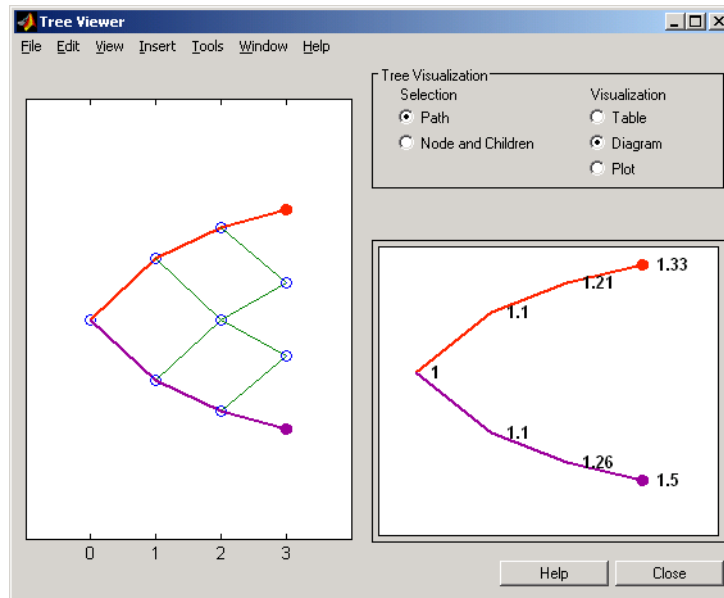 Tree Viewer
File Edit View Insert Tools Window Help
Tree Visualization
Selection
Visualization
Path
Table
Node and Children
Diagram
Plot
1.33
1.21
1.1
1
1.1
1.26
1.5
0 1 2 3
Help
Close